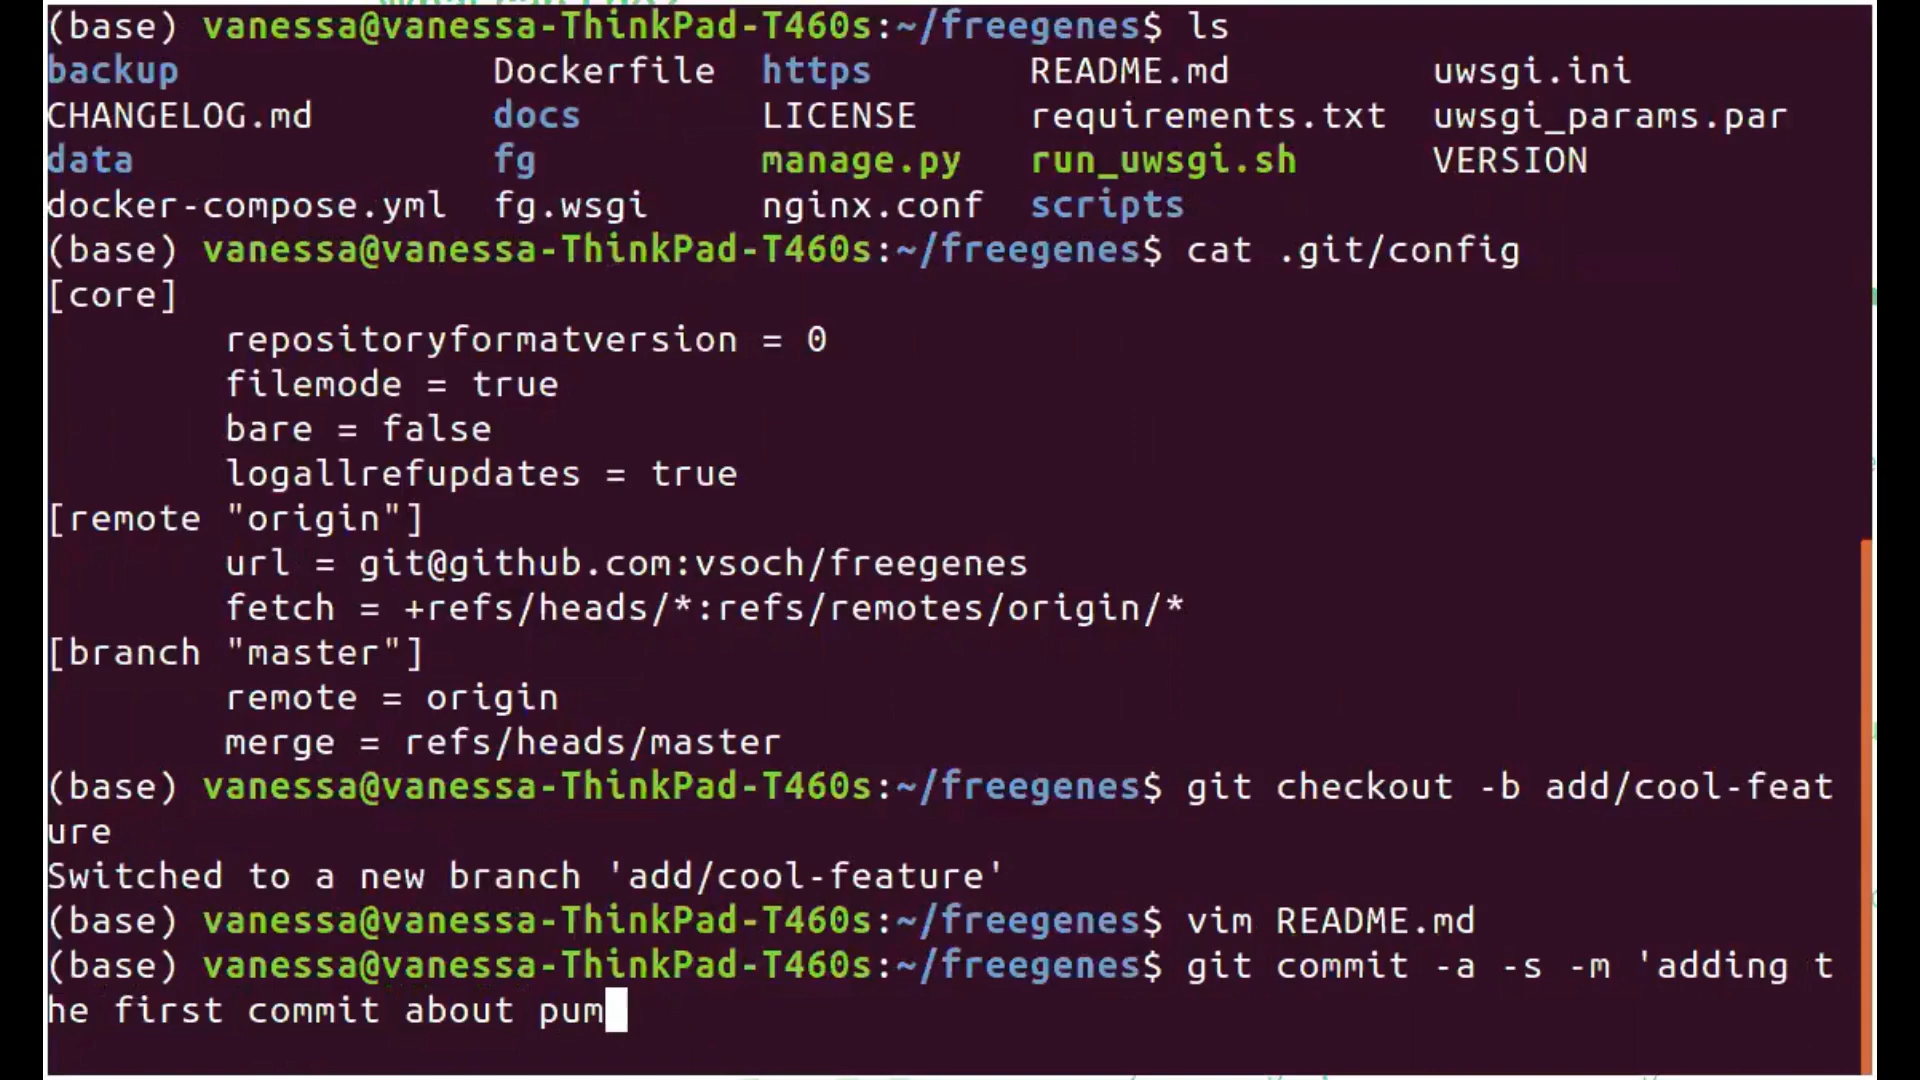 (base) vanessa@vanessa-ThinkPad-T460s:~/freegenes$ ls
backup Dockerfile https README.md uwsgi.ini
CHANGELOG.md docs LICENSE requirements.txt uwsgi_params.par
data fg manage.py run_uwsgi.sh VERSION
docker-compose.yml fg.wsgi nginx.conf scripts
(base) vanessa@vanessa-ThinkPad-T460s:~/freegenes$ cat .git/config
[core]
repositoryformatversion = 0
filemode = true
bare = false
logallrefupdates = true
[remote "origin"]
url = git@github.com:vsoch/freegenes
fetch = +refs/heads/*:refs/remotes/origin/*
[branch "master"]
remote = origin
merge = refs/heads/master
(base) vanessa@vanessa-ThinkPad-T460s:~/freegenes$ git checkout -b add/cool-feat
ure
Switched to a new branch 'add/cool-feature'
(base) vanessa@vanessa-ThinkPad-T460s:~/freegenes$ vim README.md
(base) vanessa@vanessa-ThinkPad-T460s:~/freegenes$ git commit -a -s -m 'adding t
he first commit about pum